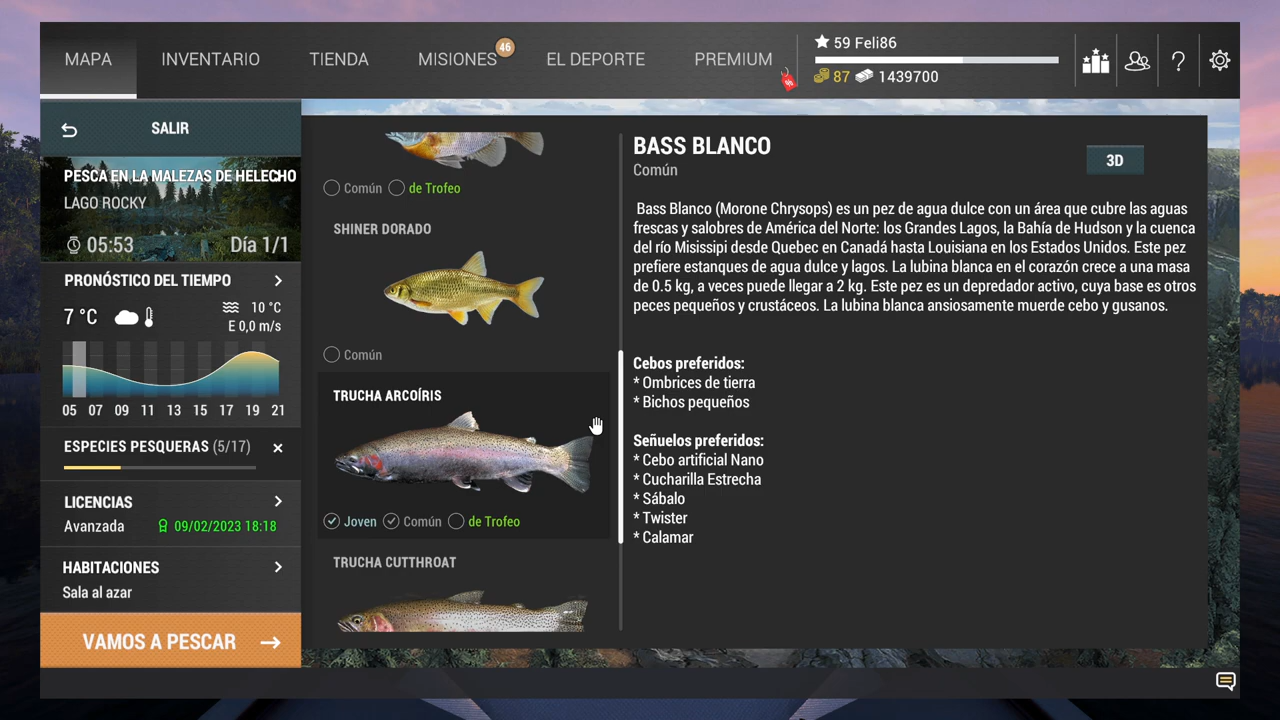 MAPA
INVENTARIO
TIENDA
MISIONES
46
EL DEPORTE
PREMIUM
%
59 Feli86
87 1439700
?
SALIR
PESCA EN LA MALEZAS DE HELECHO
LAGO ROCKY
05:53 Día 1/1
PRONÓSTICO DEL TIEMPO
7 °C
10 °C
E 0,0 m/s
05 07 09 11 13 15 17 19 21
ESPECIES PESQUERAS (5/17)
LICENCIAS
Avanzada 09/02/2023 18:18
HABITACIONES
Sala al azar
VAMOS A PESCAR
Común de Trofeo
SHINER DORADO
Común
TRUCHA ARCOÍRIS
Joven Común de Trofeo
TRUCHA CUTTHROAT
BASS BLANCO
Común
3D
Bass Blanco (Morone Chrysops) es un pez de agua dulce con un área que cubre las aguas
frescas y salobres de América del Norte: los Grandes Lagos, la Bahía de Hudson y la cuenca
del río Misisipi desde Quebec en Canadá hasta Louisiana en los Estados Unidos. Este pez
prefiere estanques de agua dulce y lagos. La lubina blanca en el corazón crece a una masa
de 0.5 kg, a veces puede llegar a 2 kg. Este pez es un depredador activo, cuya base es otros
peces pequeños y crustáceos. La lubina blanca ansiosamente muerde cebo y gusanos.
Cebos preferidos:
* Ombrices de tierra
* Bichos pequeños
Señuelos preferidos:
* Cebo artificial Nano
* Cucharilla Estrecha
* Sábalo
* Twister
* Calamar